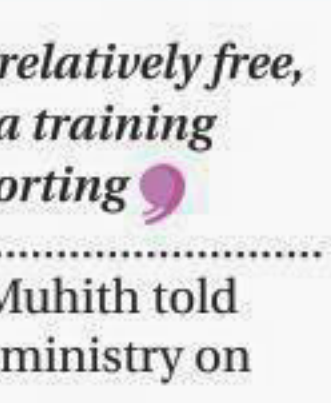 relatively free,
a training
orting ’
Muhith told
ministry on